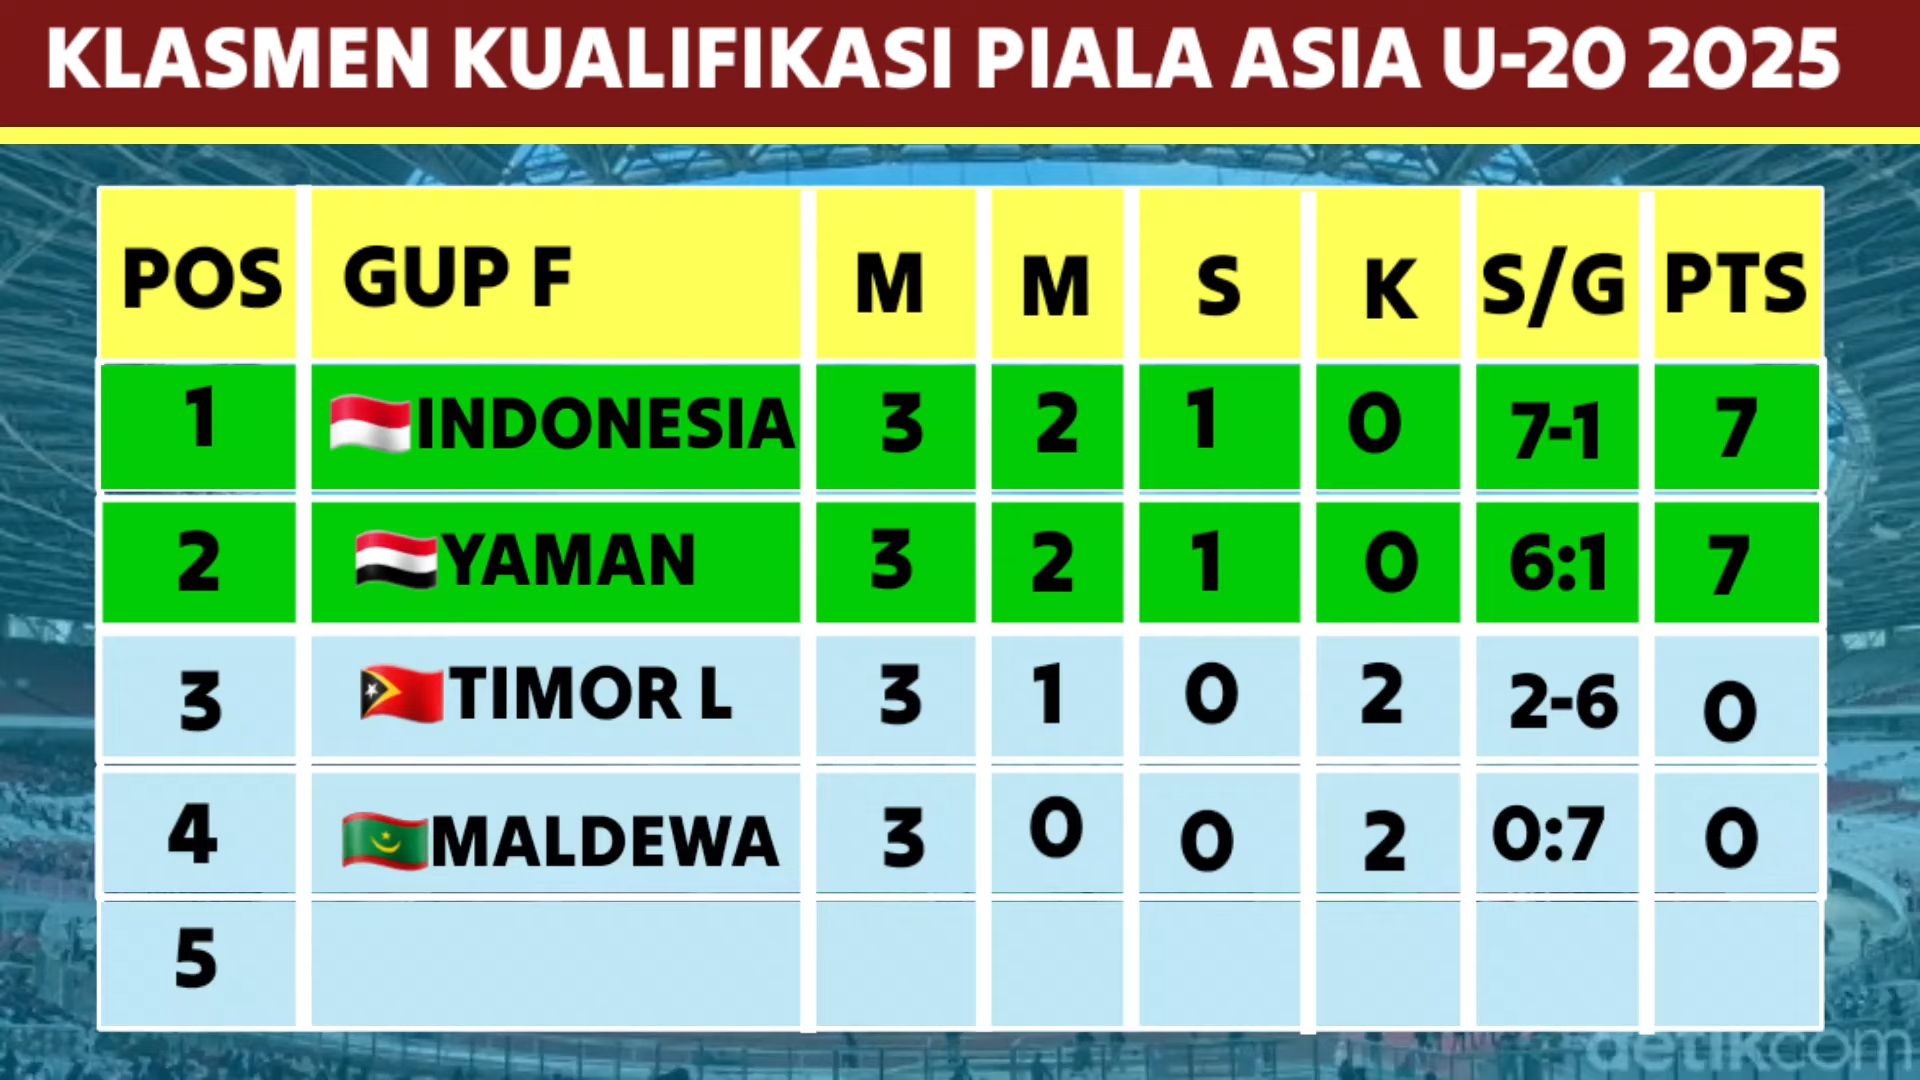 KLASMEN KUALIFIKASI PIALA ASIA U-20 2025
POS GUP F M M S K S/G PTS
1 INDONESIA 3 2 1 0 7-1 7
2 YAMAN 3 2 1 0 6:1 7
3 TIMOR L 3 1 0 2 2-6 0
4 MALDEWA 3 0 0 2 0:7 0
5
detikcom